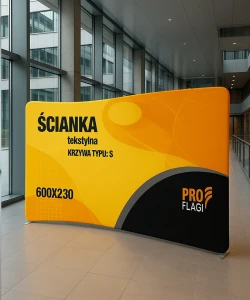 ŚCIANKA
tekstylna
KRZYWA TYPU: S
600X230
PRO
FLAGI